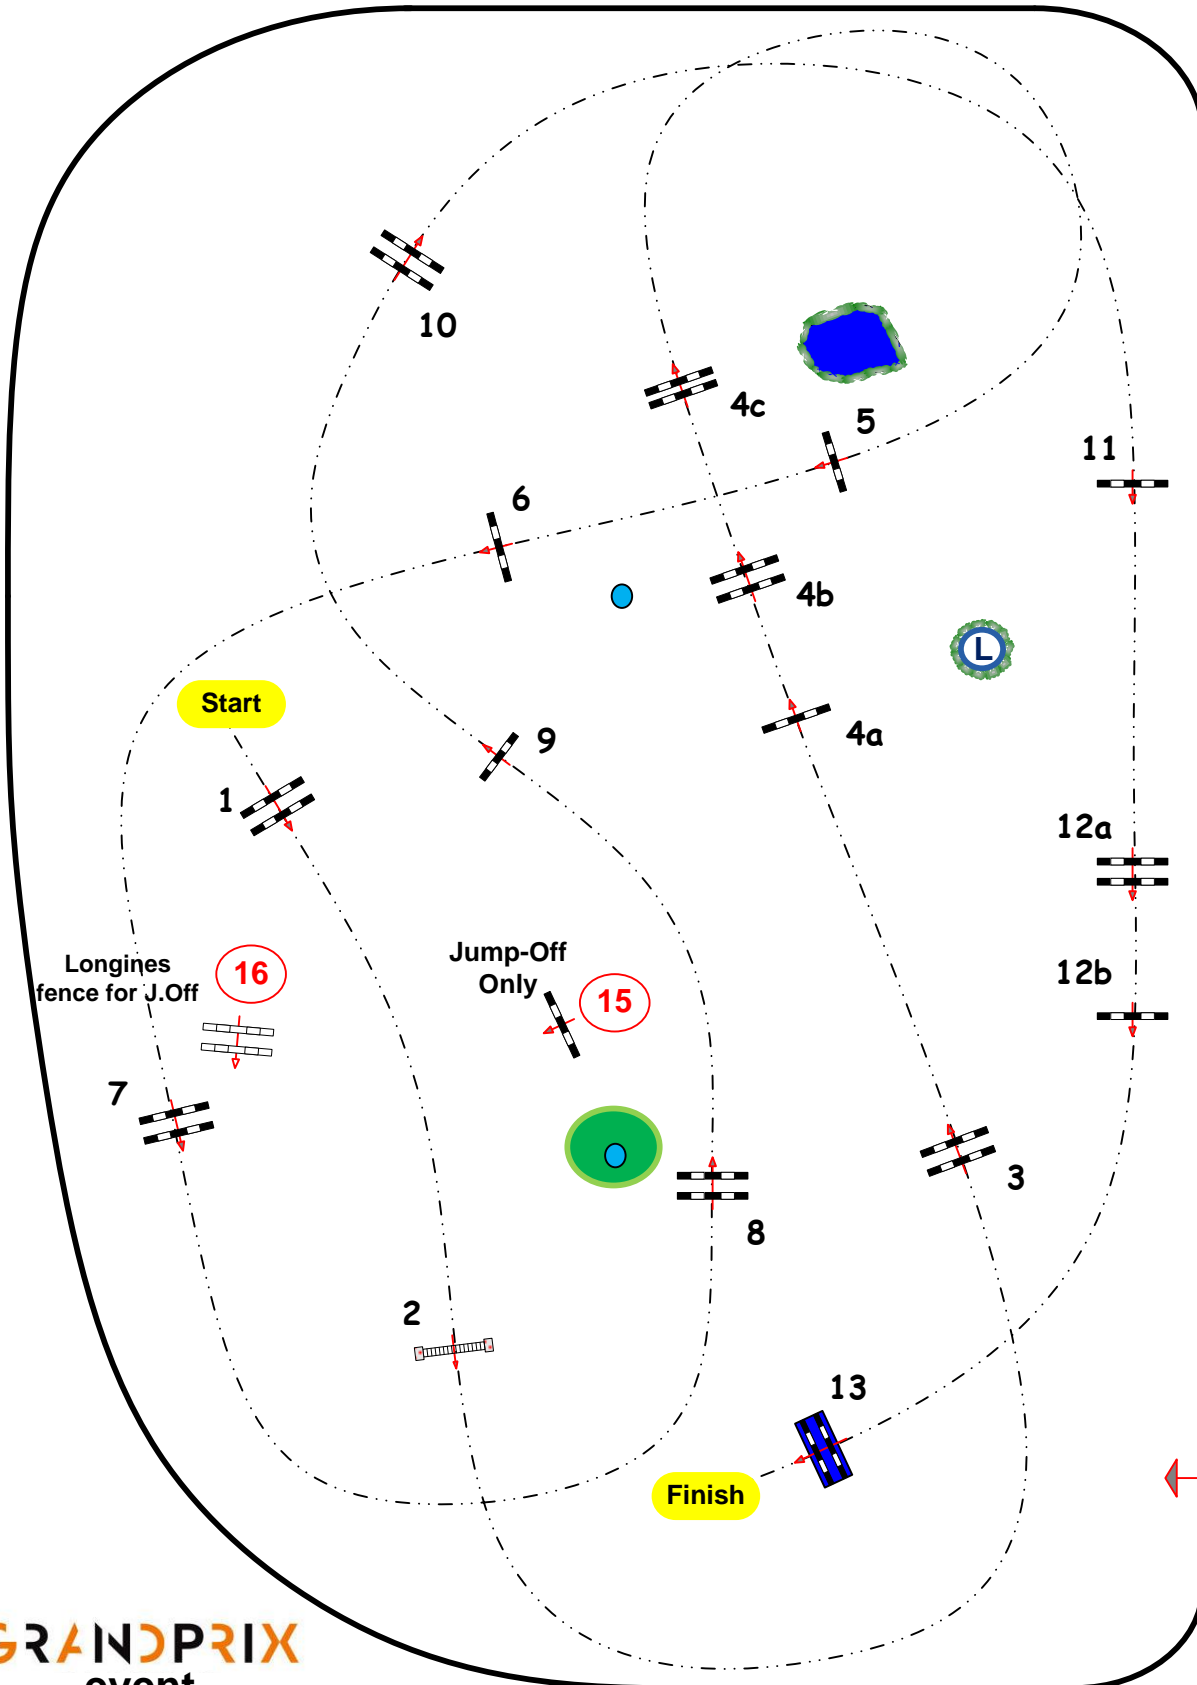 10
4c
5
11
6
4b
L
Start
4a
9
1
12a
Jump-Off
Only
Longines
fence for J.Off
16
15
12b
7
3
8
2
13
Finish
GRANDPRIX
event